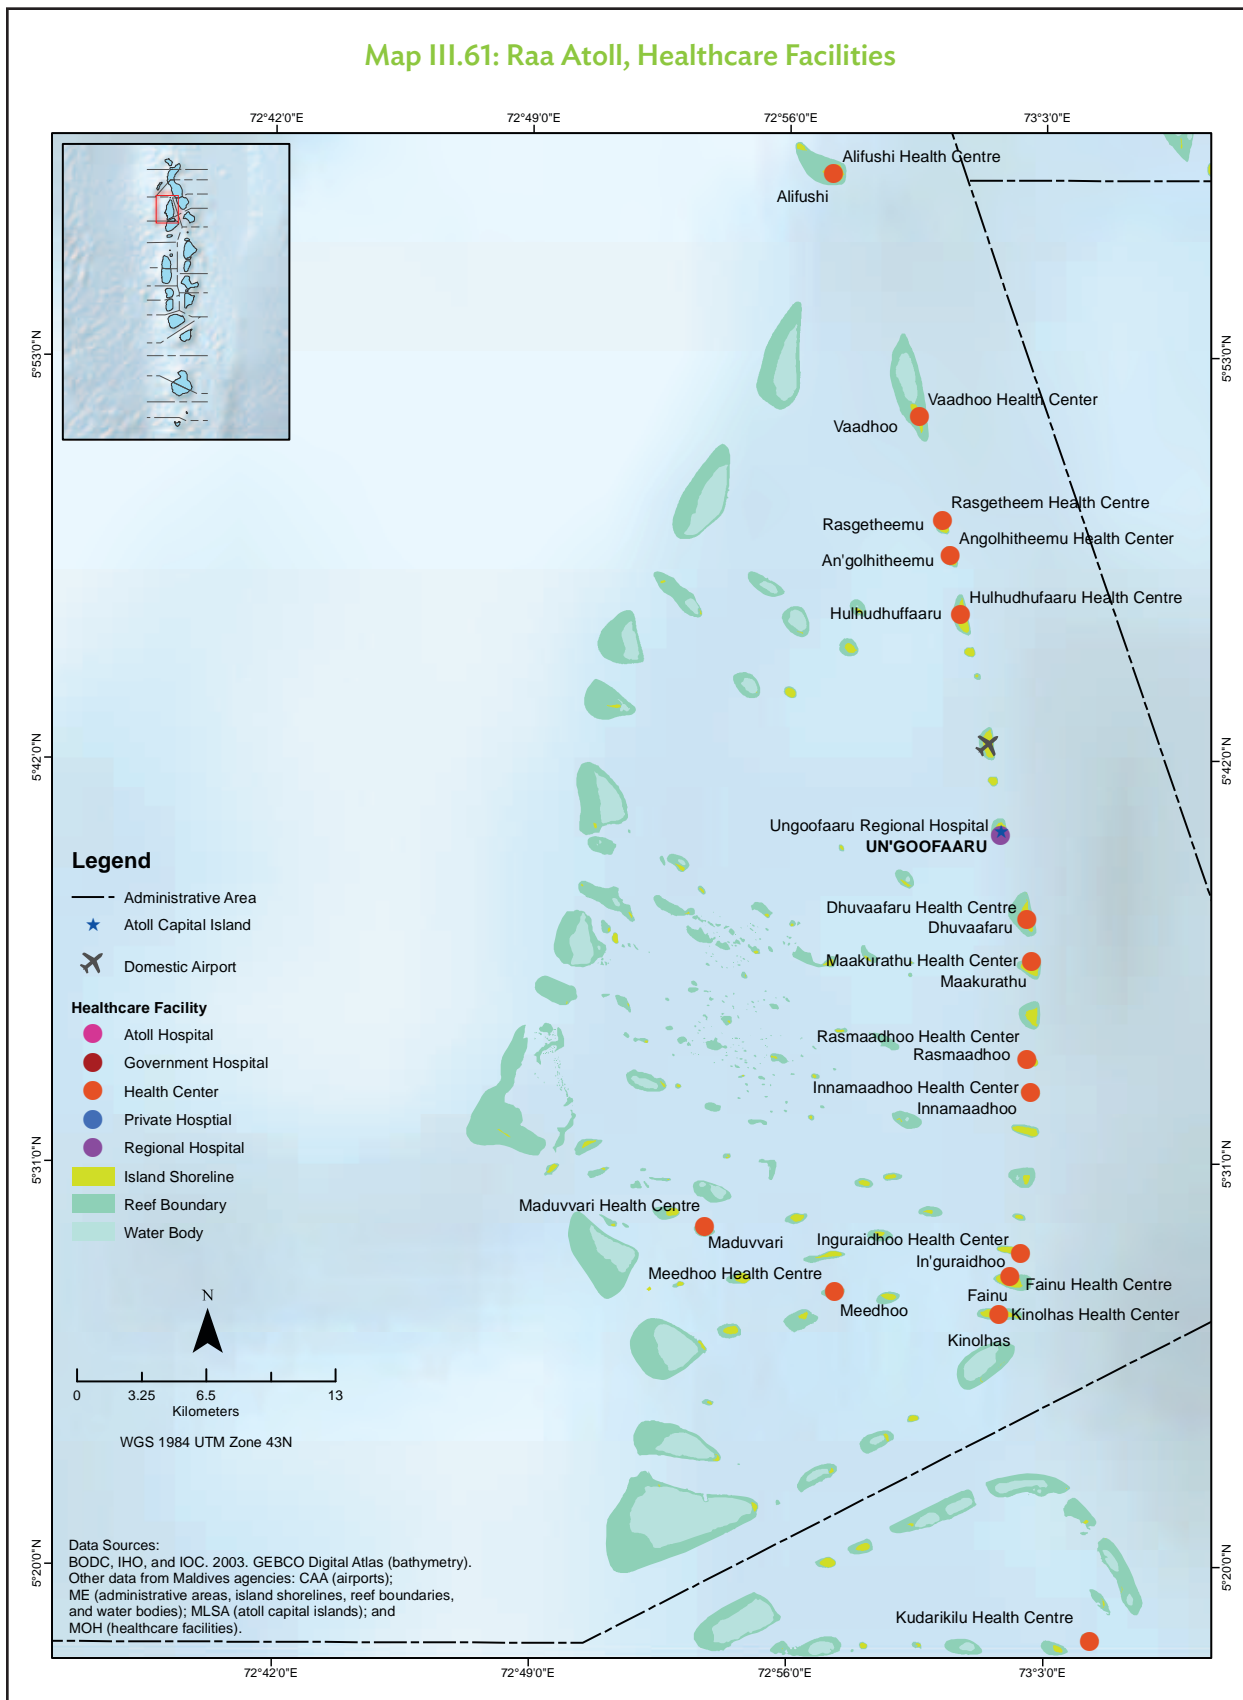 Map III.61: Raa Atoll, Healthcare Facilities
72°42'0"E
72°49'0"E
72°56'0"E
73°3'0"E
Alifushi Health Centre
Alifushi
5°53'0"N
5°53'0"N
Vaadhoo Health Center
Vaadhoo
Rasgetheem Health Centre
Rasgetheemu
Angolhitheemu Health Center
An'golhitheemu
Hulhudhufaaru Health Centre
Hulhudhuffaaru
5°42'0"N
5°42'0"N
Ungoofaaru Regional Hospital
UN'GOOFAARU
Dhuvaafaru Health Centre
Dhuvaafaru
Maakurathu Health Center
Maakurathu
Rasmaadhoo Health Center
Rasmaadhoo
Innamaadhoo Health Center
Innamaadhoo
5°31'0"N
5°31'0"N
Maduvvari Health Centre
Maduvvari
Inguraidhoo Health Center
In'guraidhoo
Meedhoo Health Centre
Meedhoo
Fainu Health Centre
Fainu
Kinolhas Health Center
Kinolhas
Legend
Administrative Area
Atoll Capital Island
Domestic Airport
Healthcare Facility
Atoll Hospital
Government Hospital
Health Center
Private Hosptial
Regional Hospital
Island Shoreline
Reef Boundary
Water Body
N
0 3.25 6.5 13
Kilometers
WGS 1984 UTM Zone 43N
Data Sources:
BODC, IHO, and IOC. 2003. GEBCO Digital Atlas (bathymetry).
Other data from Maldives agencies: CAA (airports);
ME (administrative areas, island shorelines, reef boundaries,
and water bodies); MLSA (atoll capital islands); and
MOH (healthcare facilities).
5°20'0"N
5°20'0"N
Kudarikilu Health Centre
72°42'0"E
72°49'0"E
72°56'0"E
73°3'0"E